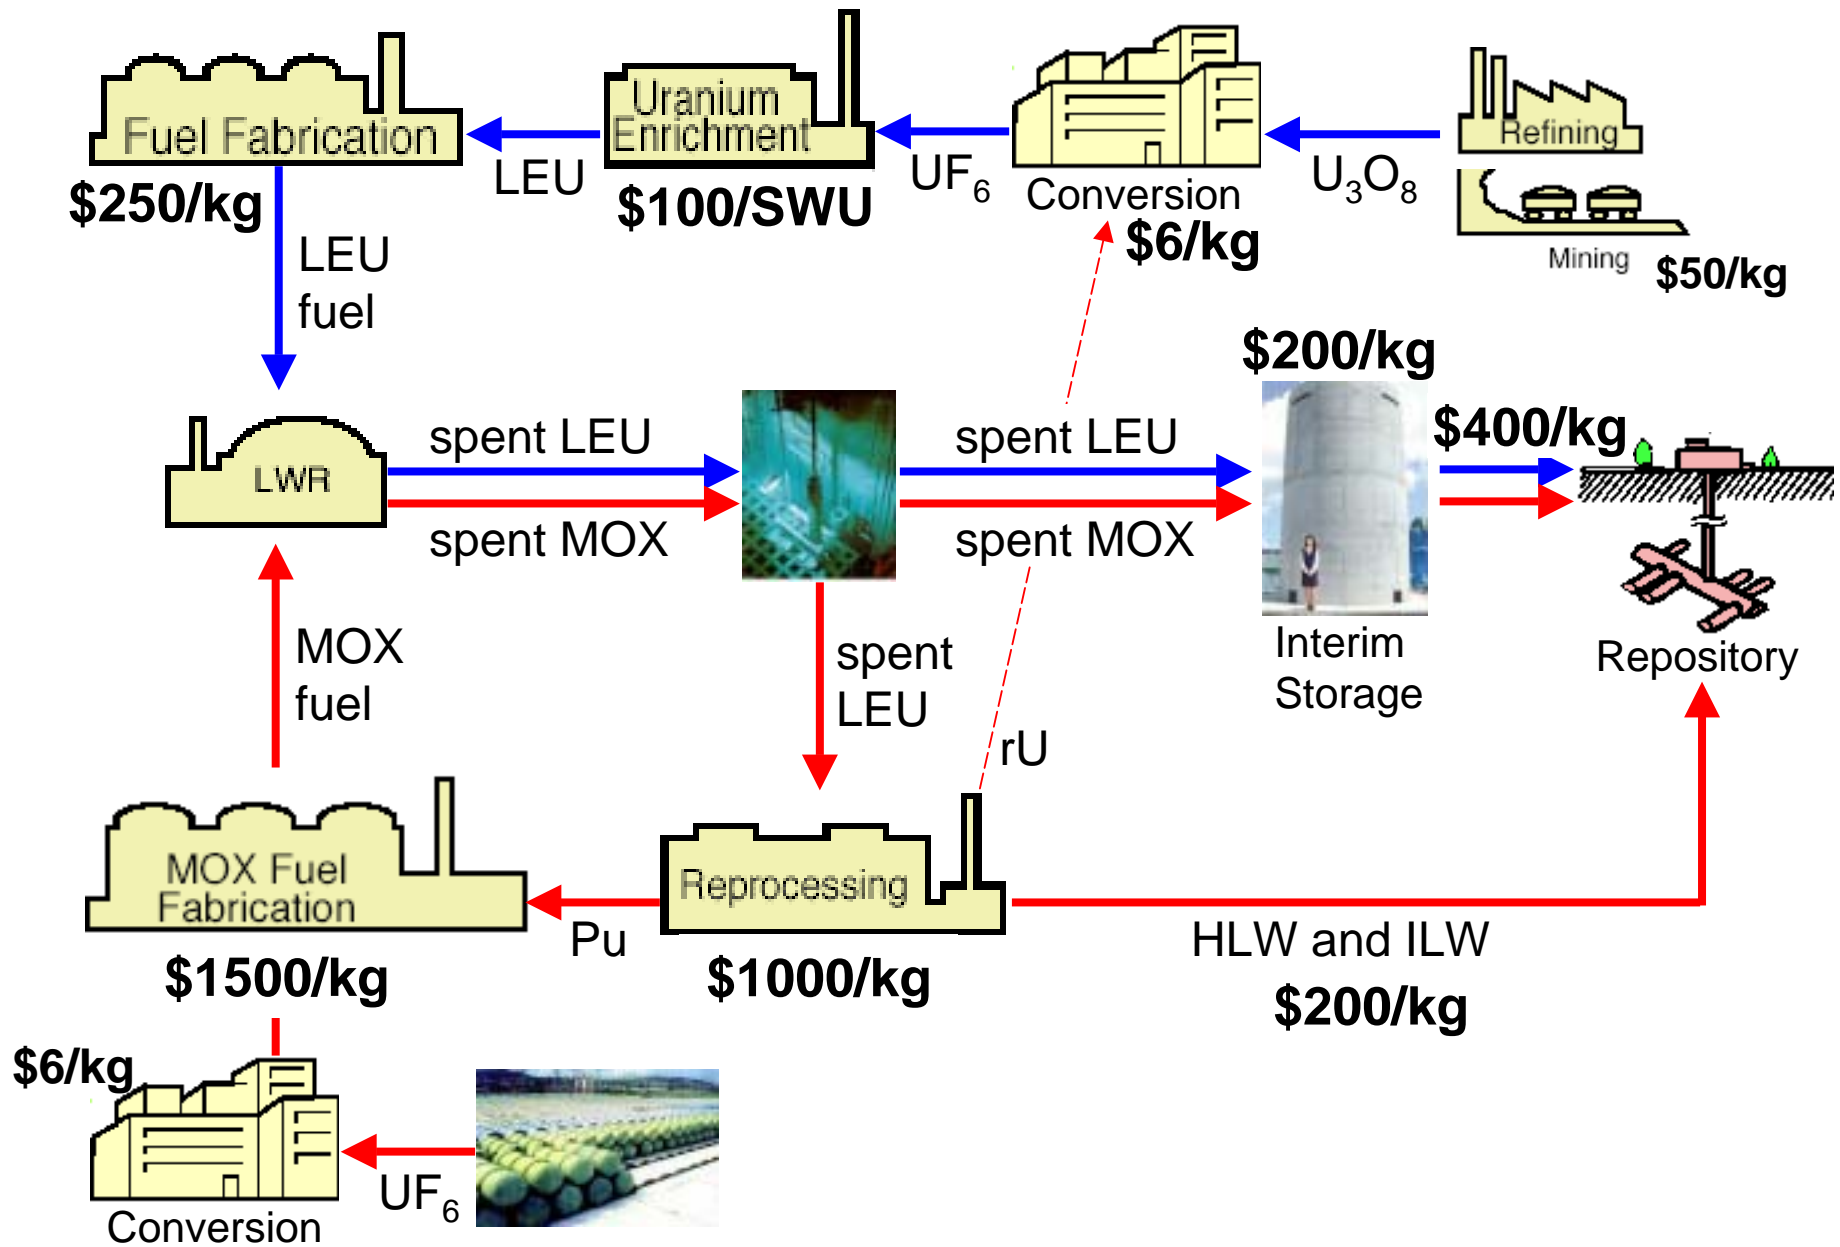 Fuel Fabrication
$250/kg
LEU
Uranium
Enrichment
$100/SWU
UF6
Conversion
$6/kg
U3O8
Refining
Mining
$50/kg
LEU
fuel
LWR
spent LEU
spent MOX
spent LEU
spent MOX
$200/kg
Interim
Storage
$400/kg
Repository
MOX
fuel
spent
LEU
rU
MOX Fuel
Fabrication
$1500/kg
Pu
Reprocessing
$1000/kg
HLW and ILW
$200/kg
$6/kg
Conversion
UF6